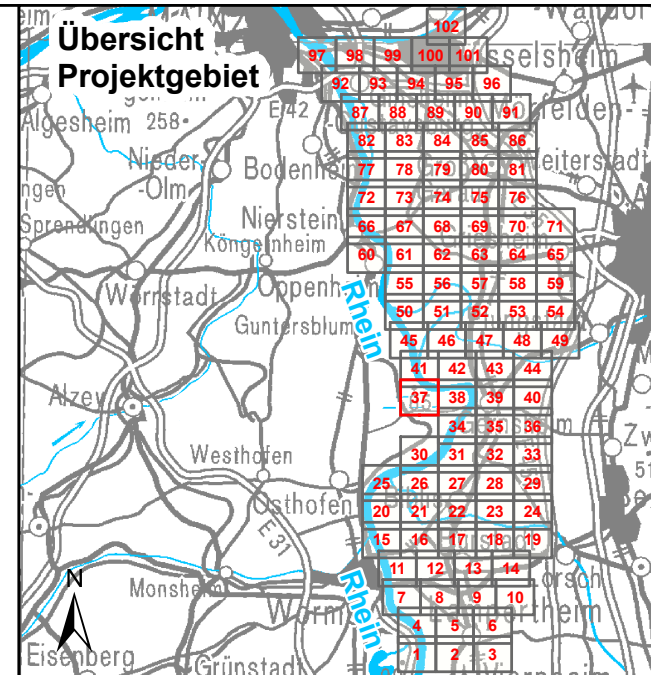 Übersicht
Projektgebiet
102
97 98 99 100 101
sselsheim
92 93 94 95 96
E 42
87 88 89 90 91
Algesheim 258
82 83 84 85 86
Nieder-
-Olm
Bodenheim
77 78 79 80 81
eiterstadt
72 73 74 75 76
Sprendlingen
Nierstein
66 67 68 69 70 71
Köngernheim
60 61 62 63 64 65
Wörrstadt
Oppenheim
55 56 57 58 59
Rhein
50 51 52 53 54
Guntersblum
45 46 47 48 49
41 42 43 44
Alzey
37 38 39 40
34 35 36
Westhofen
30 31 32 33
25 26 27 28 29
Osthofen
20 21 22 23 24
E 31
15 16 17 18 19
N
Monsheim
11 12 13 14
orsch
Rhein
Worms
7 8 9 10
4 5 6
Eisenberg
Grünstadt
1 2 3